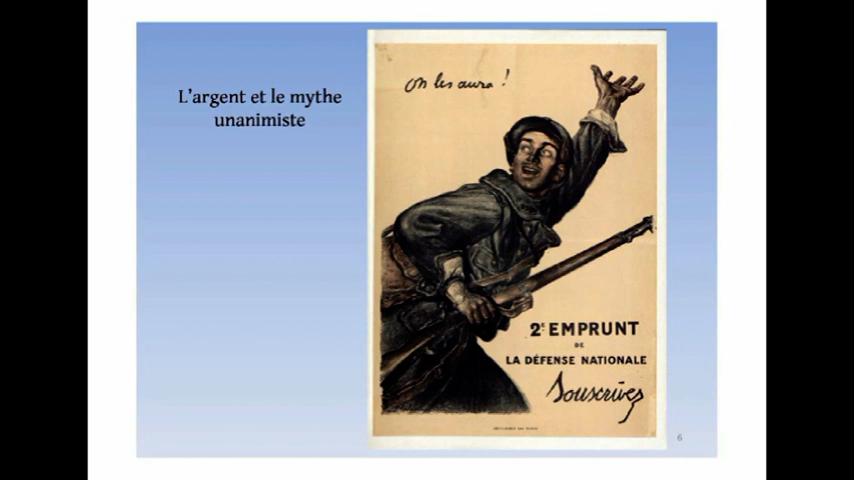 L'argent et le mythe
unanimiste
On les aura !
2ᴱ EMPRUNT
DE
LA DÉFENSE NATIONALE
Souscrivez
6